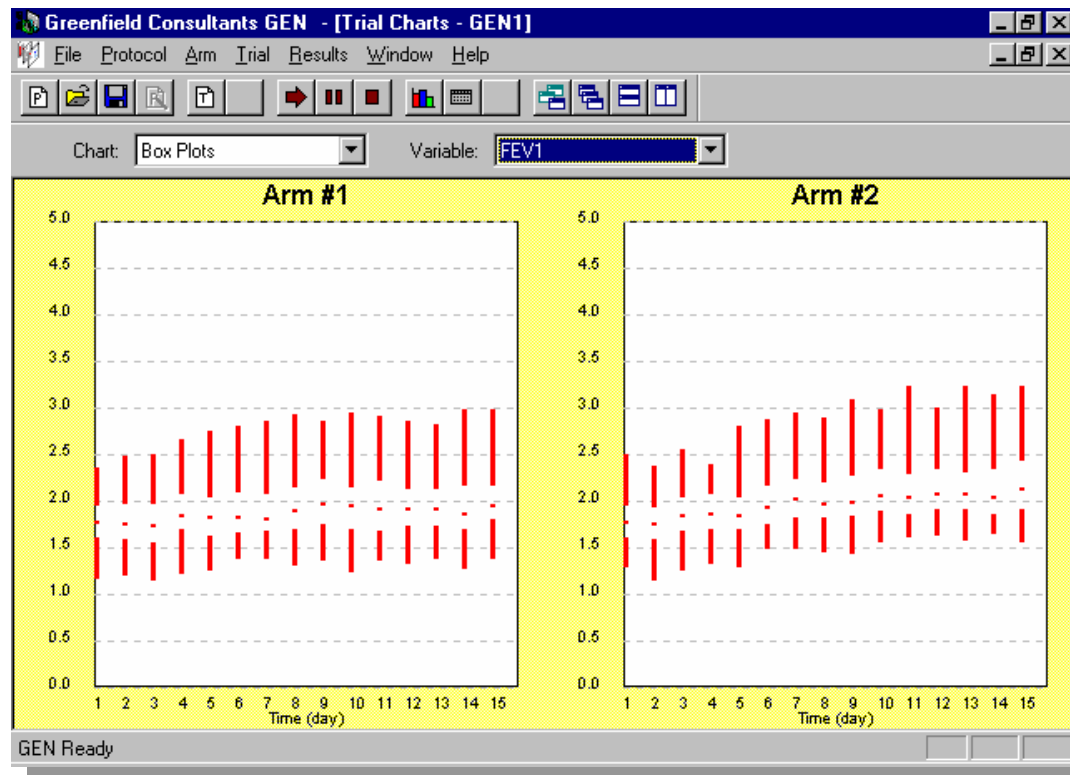 Greenfield Consultants GEN - [Trial Charts - GEN1]
File Protocol Arm Trial Results Window Help
P T
Chart: Box Plots Variable: FEV1
Arm #1
5.0
4.5
4.0
3.5
3.0
2.5
2.0
1.5
1.0
0.5
0.0
1 2 3 4 5 6 7 8 9 10 11 12 13 14 15
Time (day)
Arm #2
5.0
4.5
4.0
3.5
3.0
2.5
2.0
1.5
1.0
0.5
0.0
1 2 3 4 5 6 7 8 9 10 11 12 13 14 15
Time (day)
GEN Ready